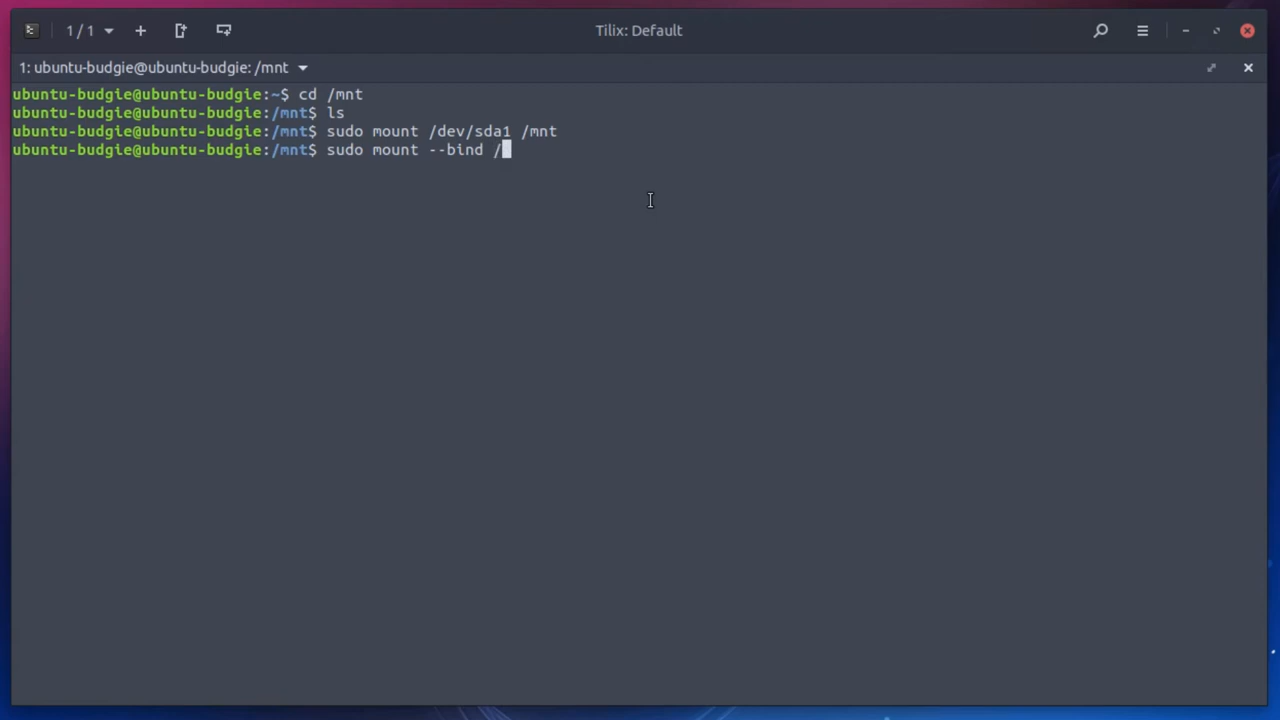 1 / 1
Tilix: Default
1: ubuntu-budgie@ubuntu-budgie: /mnt
ubuntu-budgie@ubuntu-budgie:~$ cd /mnt
ubuntu-budgie@ubuntu-budgie:/mnt$ ls
ubuntu-budgie@ubuntu-budgie:/mnt$ sudo mount /dev/sda1 /mnt
ubuntu-budgie@ubuntu-budgie:/mnt$ sudo mount --bind /